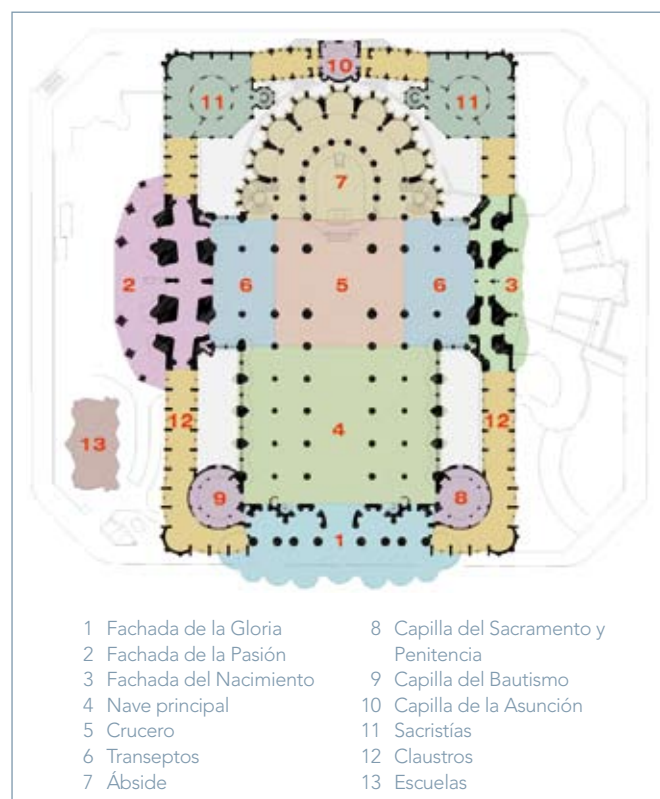 10
11
11
7
2
6
5
6
3
12
4
12
13
9
8
1
1 Fachada de la Gloria
2 Fachada de la Pasión
3 Fachada del Nacimiento
4 Nave principal
5 Crucero
6 Transeptos
7 Ábside
8 Capilla del Sacramento y
Penitencia
9 Capilla del Bautismo
10 Capilla de la Asunción
11 Sacristías
12 Claustros
13 Escuelas